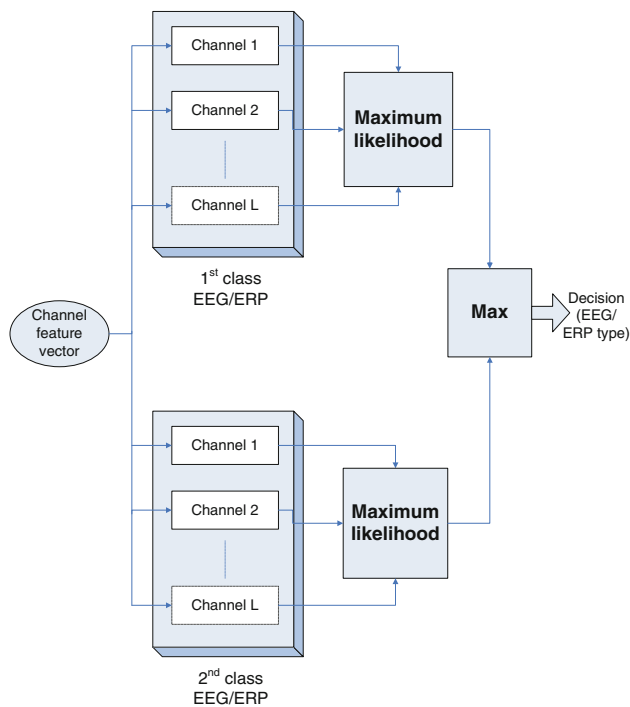 Channel 1
Channel 2
Channel L
1st class
EEG/ERP
Maximum
likelihood
Channel
feature
vector
Max
Decision
(EEG/
ERP type)
Channel 1
Channel 2
Channel L
2nd class
EEG/ERP
Maximum
likelihood